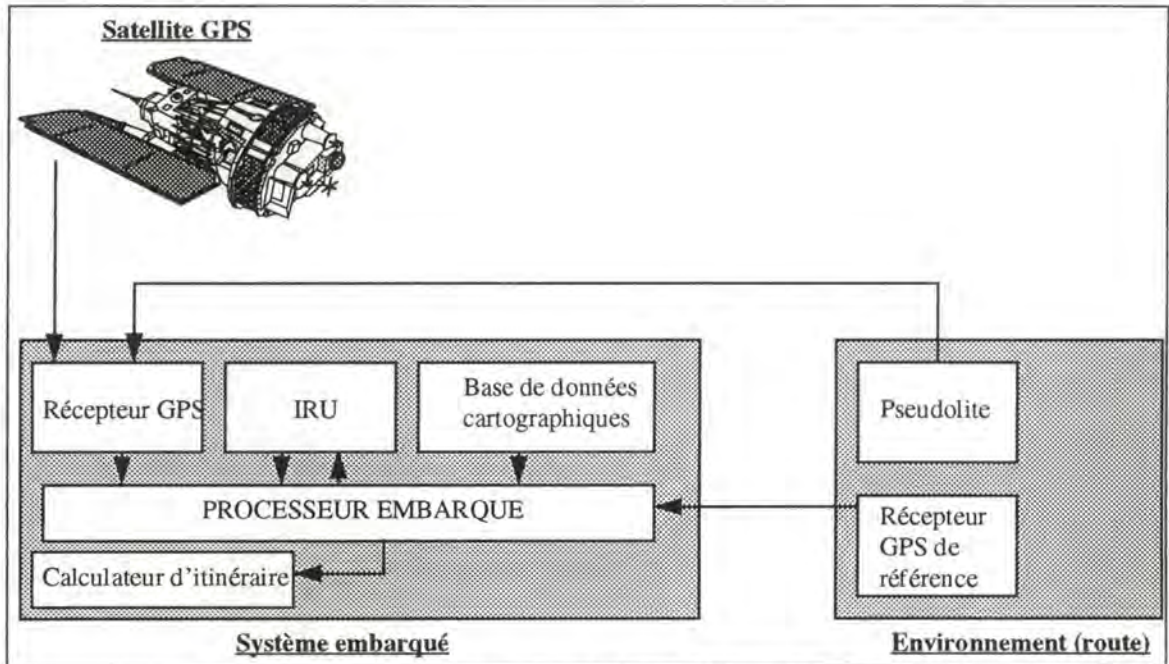 Satellite GPS
Récepteur GPS
IRU
Base de données
cartographiques
Pseudolite
PROCESSEUR EMBARQUE
Récepteur
GPS de
référence
Calculateur d'itinéraire
Système embarqué
Environnement (route)